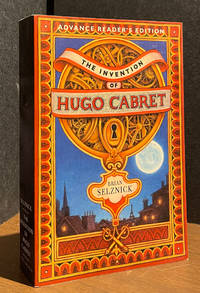 ADVANCE READER'S EDITION
THE INVENTION
OF
HUGO CABRET
BRIAN
SELZNICK